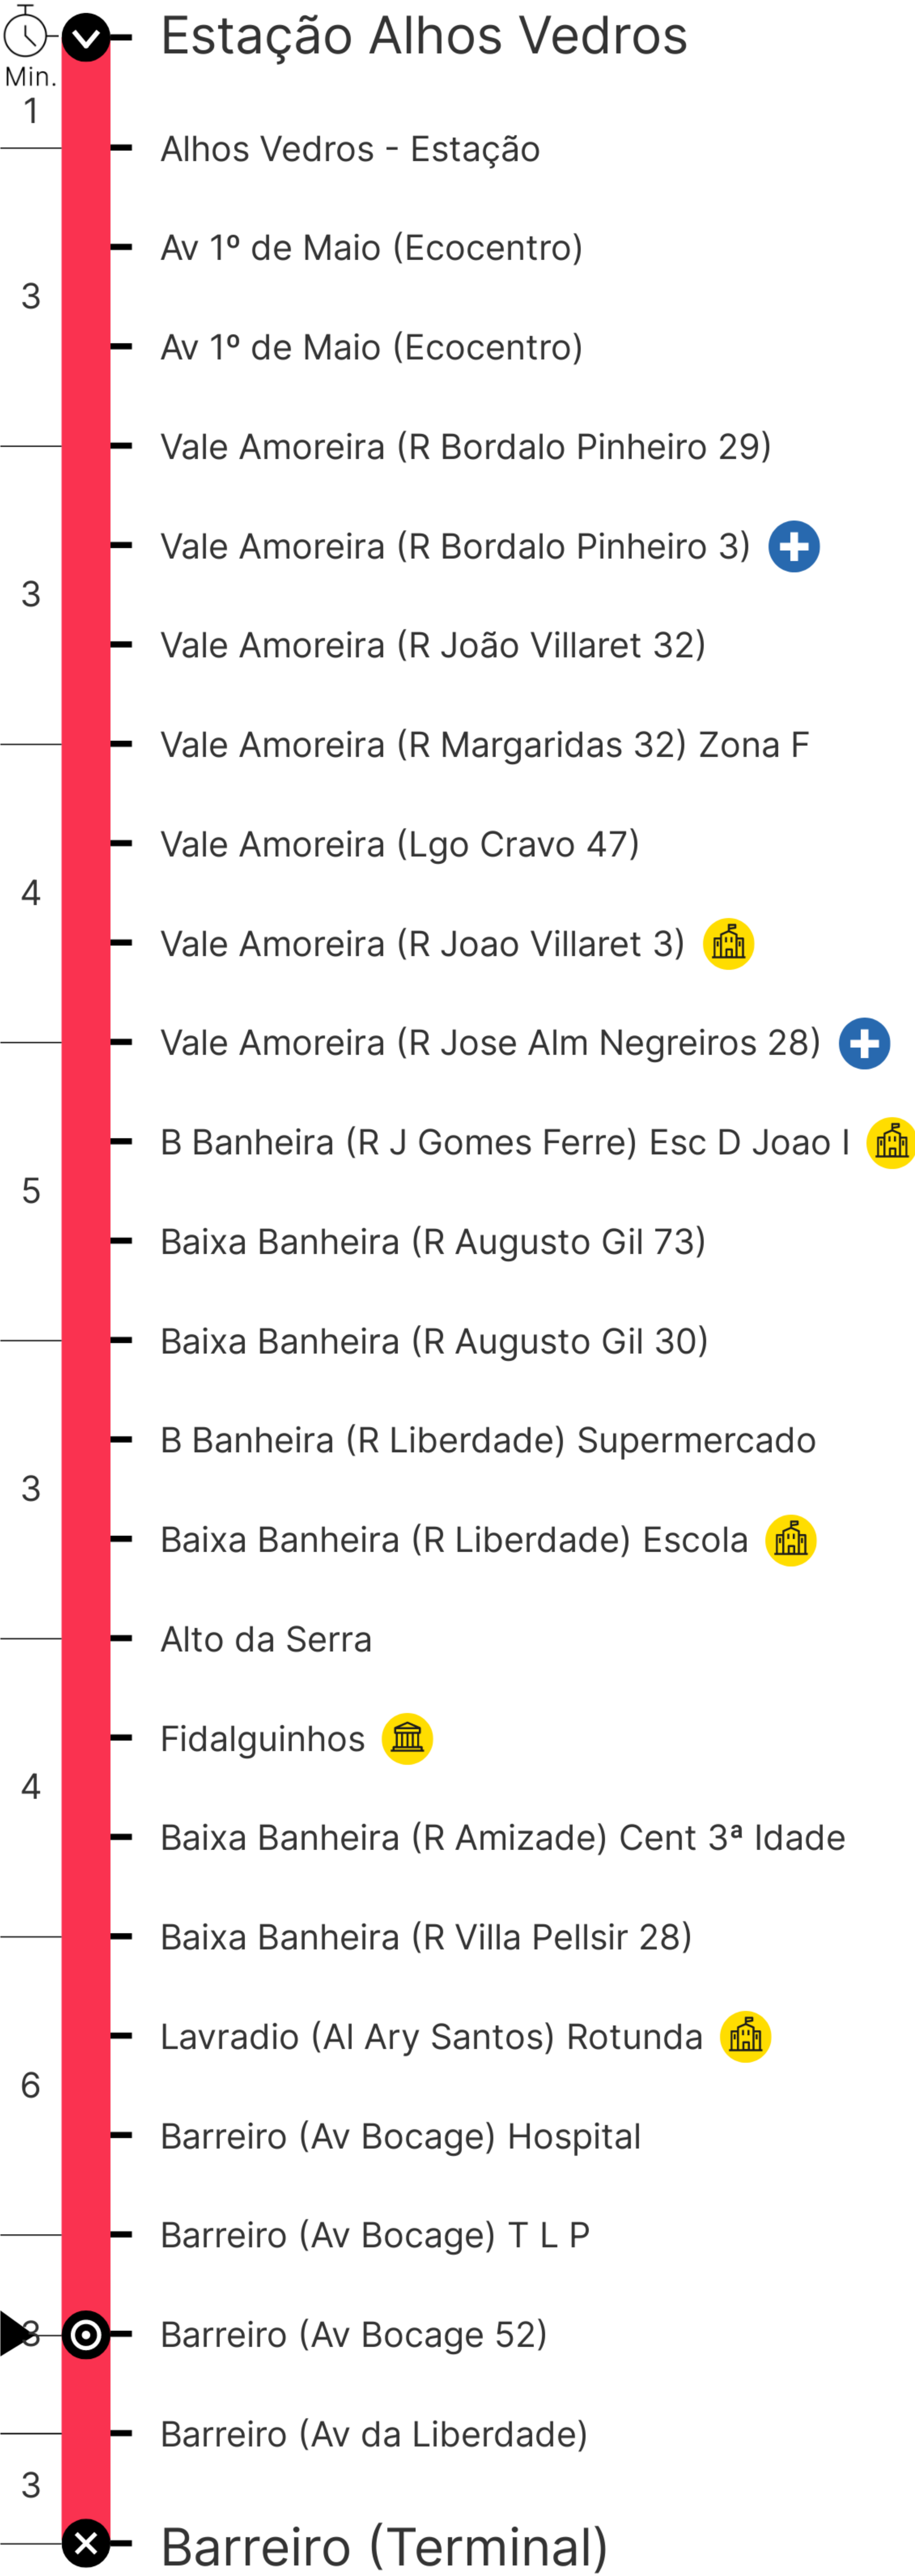 Estação Alhos Vedros
Min.
1
Alhos Vedros - Estação
Av 1º de Maio (Ecocentro)
3
Av 1º de Maio (Ecocentro)
Vale Amoreira (R Bordalo Pinheiro 29)
Vale Amoreira (R Bordalo Pinheiro 3)
3
Vale Amoreira (R João Villaret 32)
Vale Amoreira (R Margaridas 32) Zona F
Vale Amoreira (Lgo Cravo 47)
4
Vale Amoreira (R Joao Villaret 3)
Vale Amoreira (R Jose Alm Negreiros 28)
B Banheira (R J Gomes Ferre) Esc D Joao I
5
Baixa Banheira (R Augusto Gil 73)
Baixa Banheira (R Augusto Gil 30)
B Banheira (R Liberdade) Supermercado
3
Baixa Banheira (R Liberdade) Escola
Alto da Serra
Fidalguinhos
4
Baixa Banheira (R Amizade) Cent 3ª Idade
Baixa Banheira (R Villa Pellsir 28)
Lavradio (Al Ary Santos) Rotunda
6
Barreiro (Av Bocage) Hospital
Barreiro (Av Bocage) T L P
Barreiro (Av Bocage 52)
Barreiro (Av da Liberdade)
3
Barreiro (Terminal)